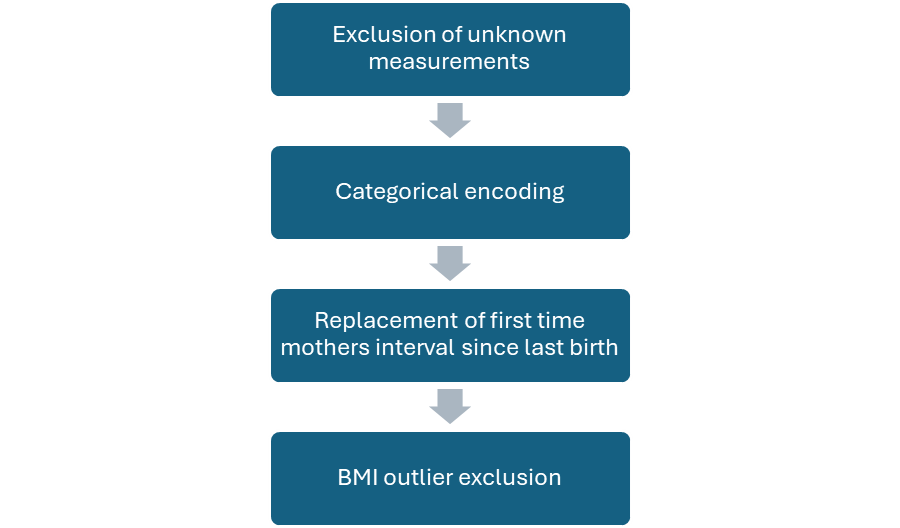 Exclusion of unknown
measurements
Categorical encoding
Replacement of first time
mothers interval since last birth
BMI outlier exclusion